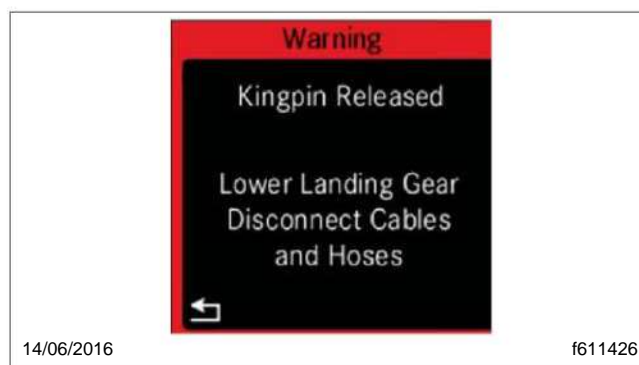 Warning
Kingpin Released
Lower Landing Gear
Disconnect Cables
and Hoses
14/06/2016
f611426